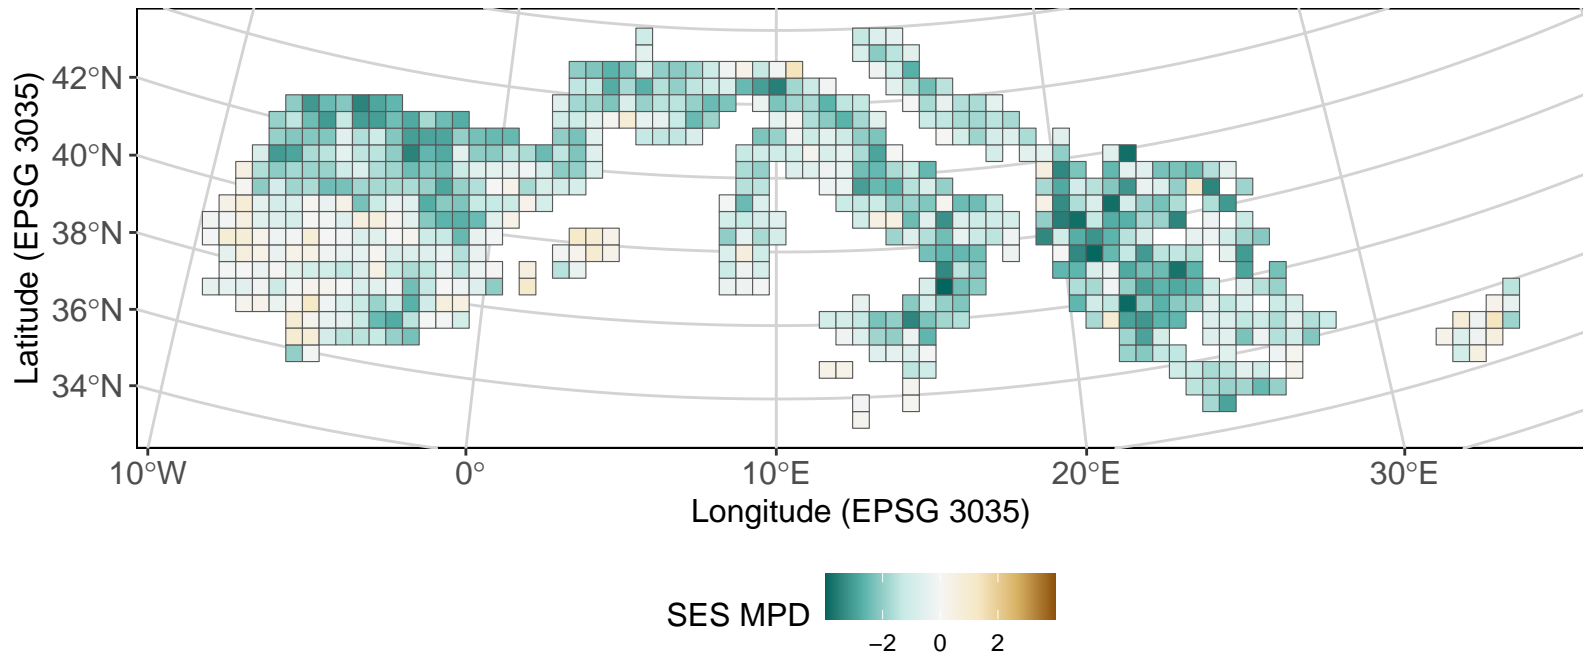 42°N
40°N
38°N
36°N
34°N
Latitude (EPSG 3035)
10°W 0° 10°E 20°E 30°E
Longitude (EPSG 3035)
SES MPD
−2 0 2